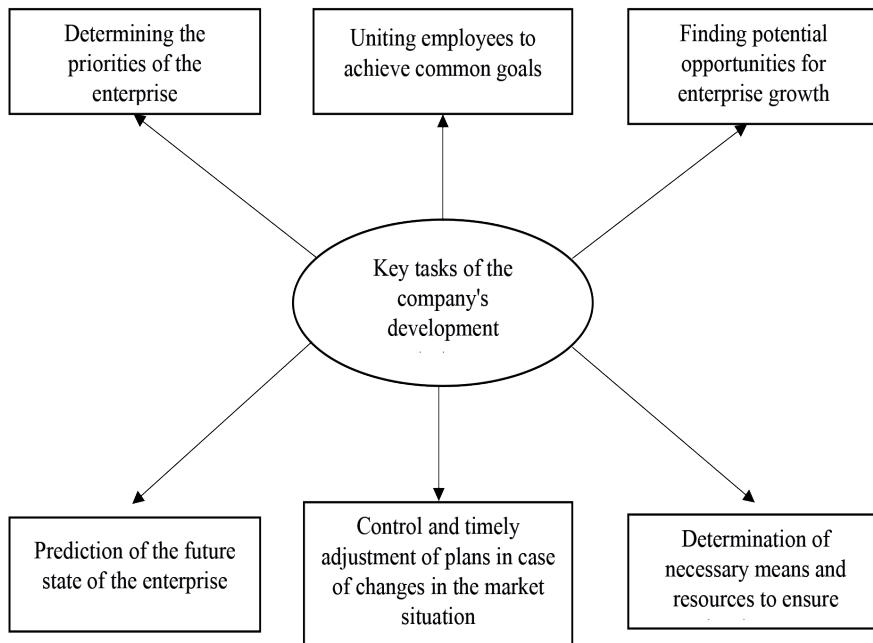 Determining the
priorities of the
enterprise
Uniting employees to
achieve common goals
Finding potential
opportunities for
enterprise growth
Key tasks of the
company's
development
Prediction of the future
state of the enterprise
Control and timely
adjustment of plans in case
of changes in the market
situation
Determination of
necessary means and
resources to ensure